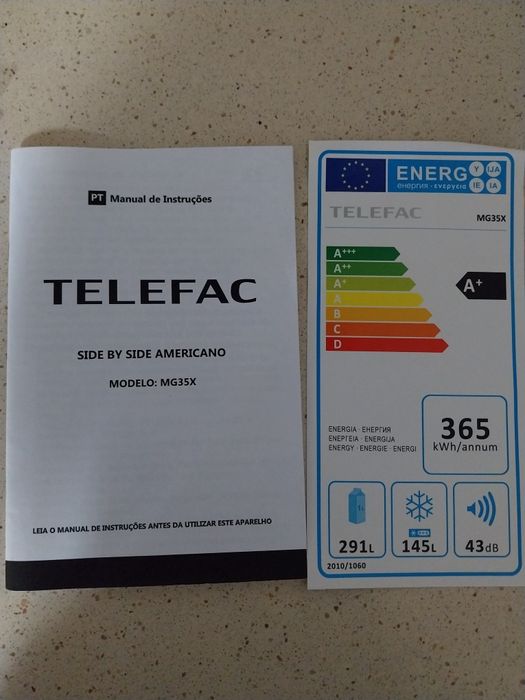 PT Manual de Instruções
TELEFAC
SIDE BY SIDE AMERICANO
MODELO: MG35X
LEIA O MANUAL DE INSTRUÇÕES ANTES DA UTILIZAR ESTE APARELHO
ENERG Y IJA
енергия · ενεργεια IE IA
TELEFAC MG35X
A+++
A++
A+
A
B
C
D
A+
ENERGIA · ЕНЕРГИЯ
ΕΝΕΡΓΕΙΑ · ENERGIJA
ENERGY · ENERGIE · ENERGI
365
kWh/annum
1L
291L
145L
43dB
2010/1060